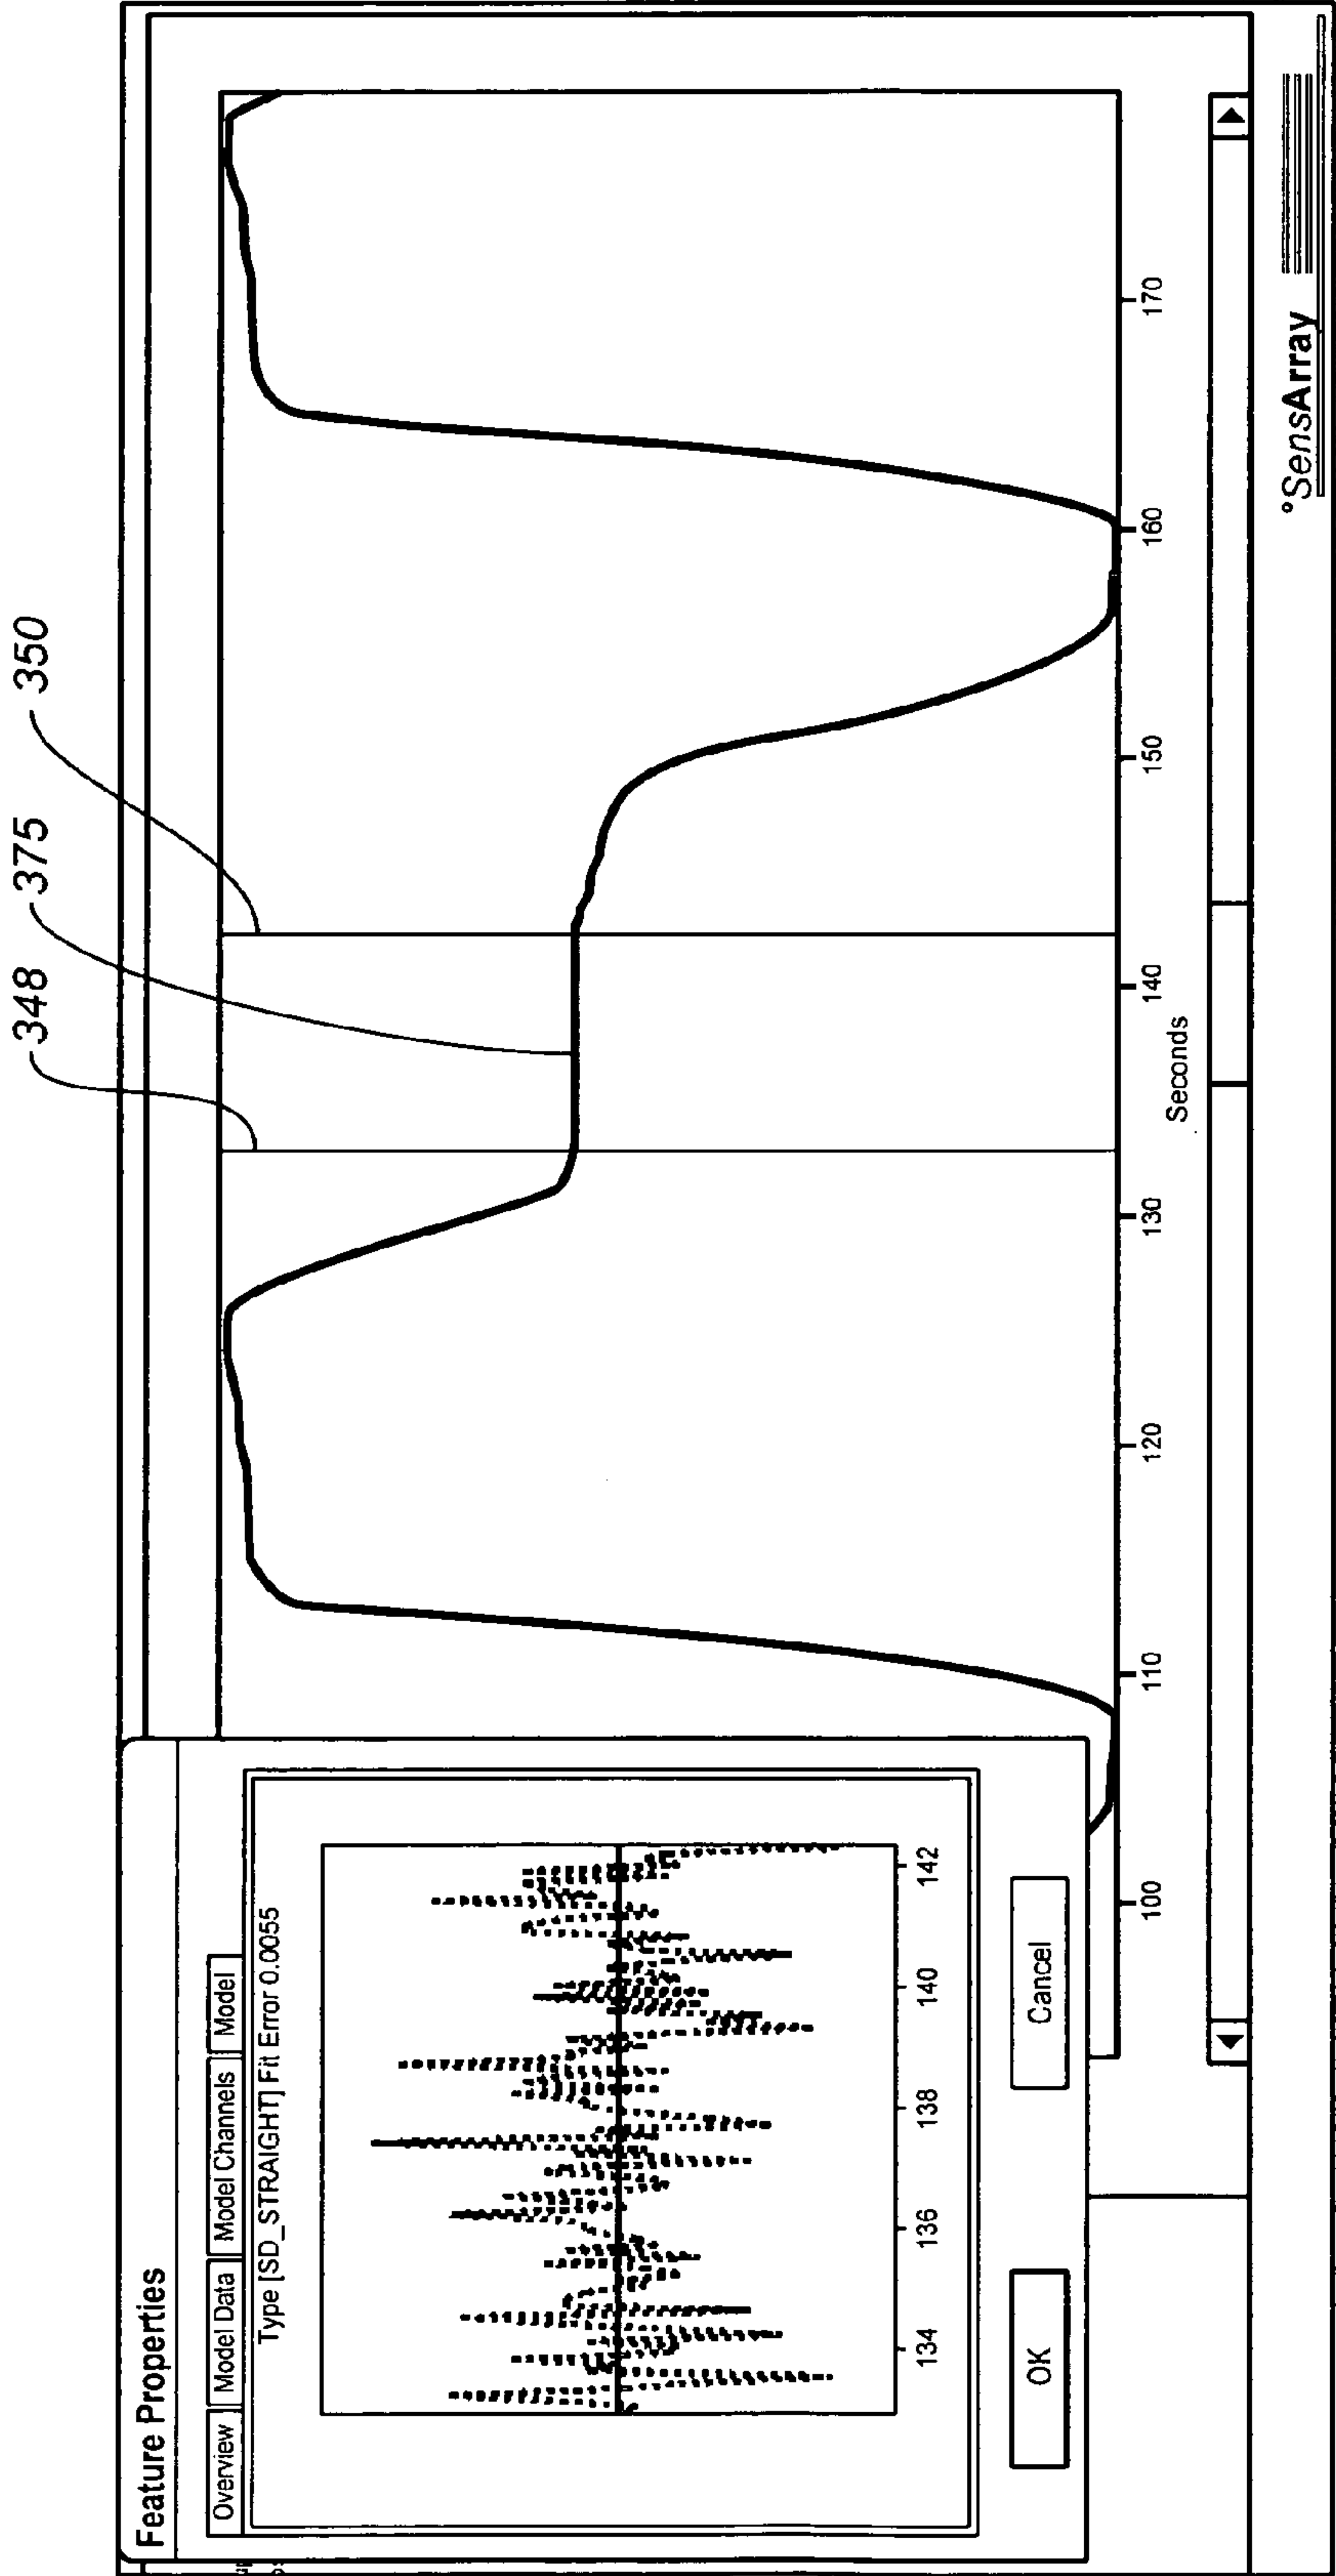 348
375
350
Feature Properties
Overview Model Data Model Channels Model
Type [SD_STRAIGHT] Fit Error 0.0055
134 136 138 140 142
OK Cancel
100 110 120 130 140 150 160 170
Seconds
°SensArray